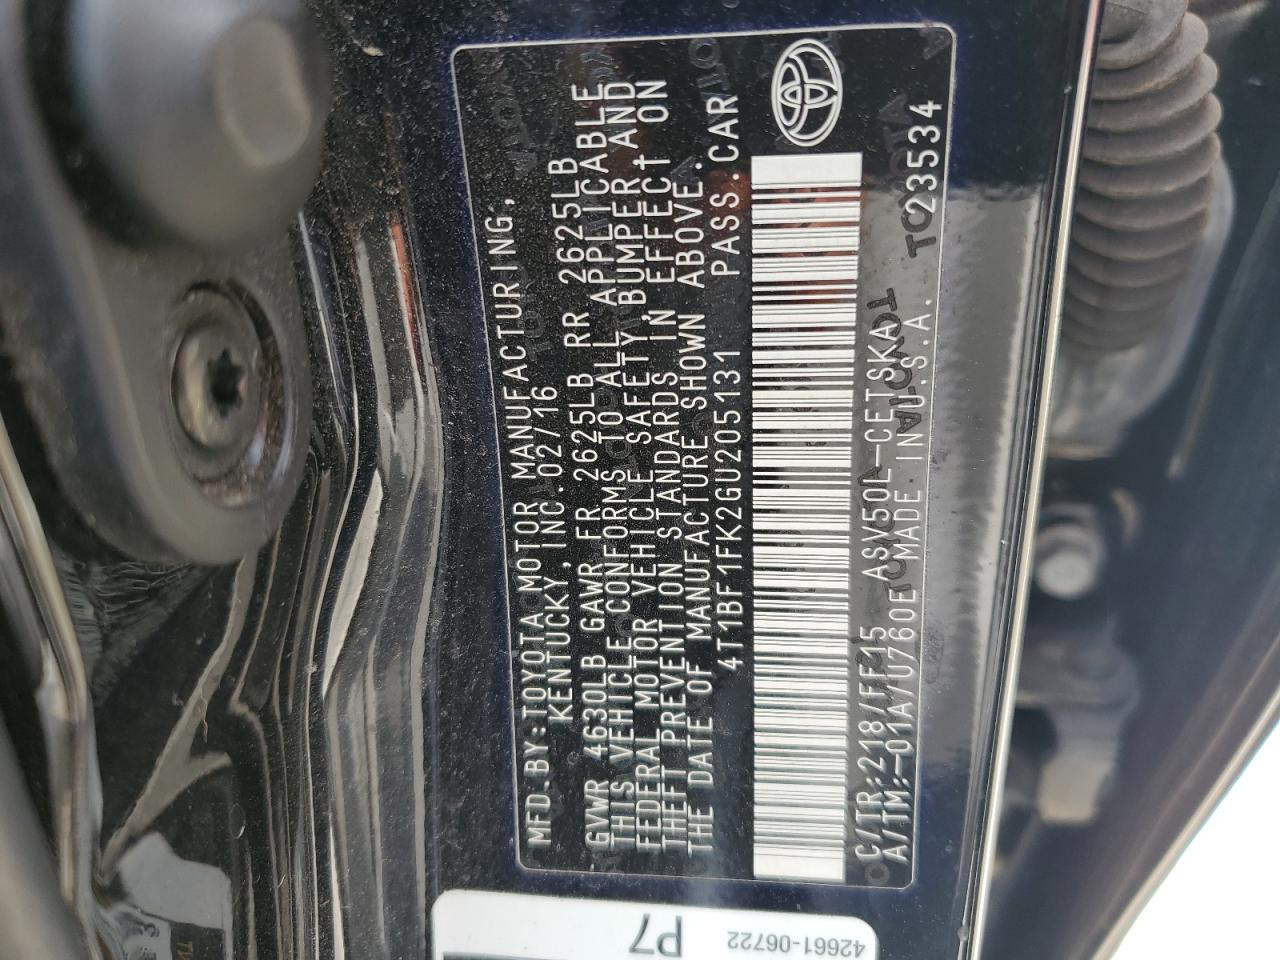 MFD.BY:TOYOTA MOTOR MANUFACTURING,
KENTUCKY, INC. 02/16
GVWR 4630LB GAWR FR 2625LB RR 2625LB
THIS VEHICLE CONFORMS TO ALL APPLICABLE
FEDERAL MOTOR VEHICLE SAFETY, BUMPER, AND
THEFT PREVENTION STANDARDS IN EFFECT ON
THE DATE OF MANUFACTURE SHOWN ABOVE.
4T1BF1FK2GU205131 PASS.CAR
C/TR:218/FF15 ASV50L-CETSKA
A/TM:-01A/U760E MADE IN U.S.A. 23534
P7
42661-06722